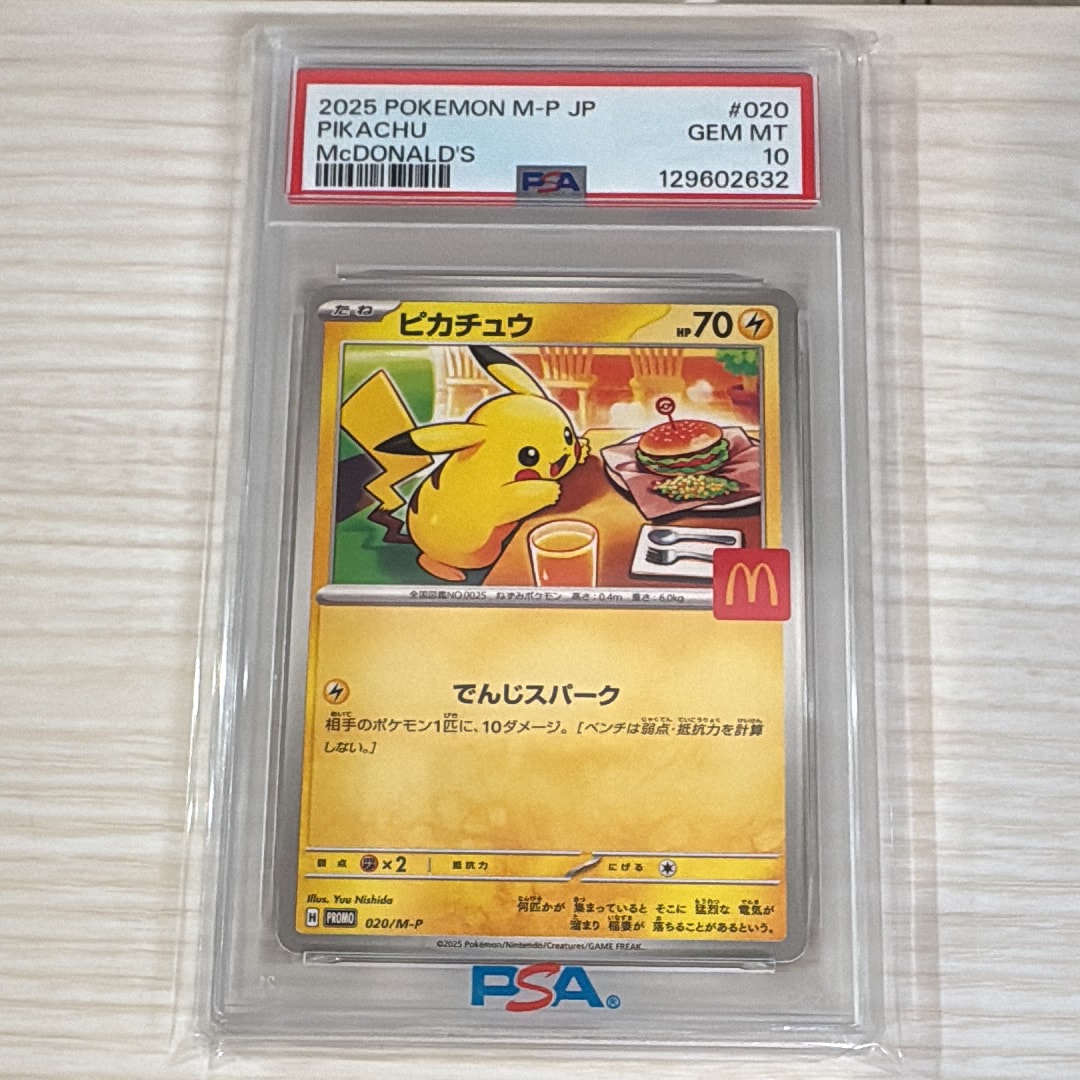 2025 POKEMON M-P JP #020
PIKACHU GEM MT
McDONALD'S 10
PSA 129602632
たね ピカチュウ HP70
M
全国図鑑NO.0025 ねずみポケモン 高さ:0.4m 重さ:6.0kg
でんじスパーク
相手のポケモン1匹に、10ダメージ。[ベンチは弱点・抵抗力を計算
しない。]
弱点 ×2 抵抗力 にげる
Illus. Yuu Nishida
何匹かが 集まっていると そこに 猛烈な 電気が
溜まり 稲妻が 落ちることがあるという。
H PROMO 020/M-P
©2025 Pokémon/Nintendo/Creatures/GAME FREAK.
PSA®